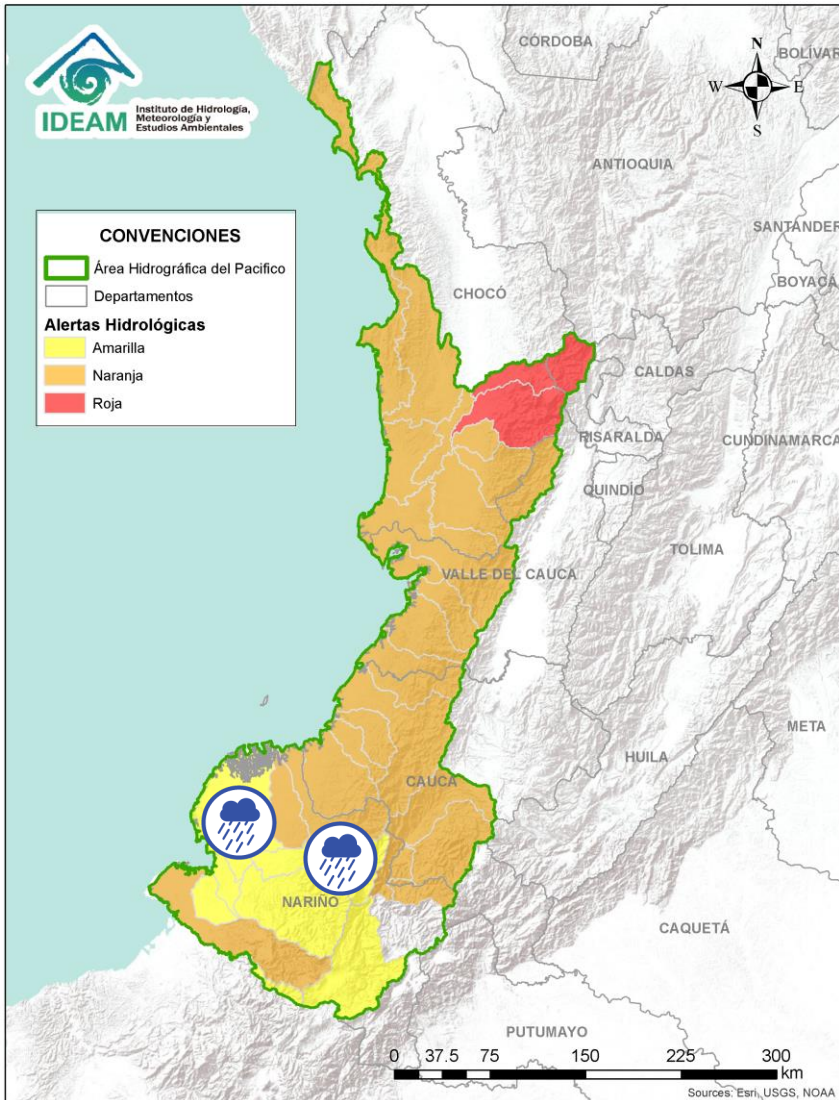 CÓRDOBA
BOLÍVAR
N
W
E
S
IDEAM
Instituto de Hidrología,
Meteorología y
Estudios Ambientales
ANTIOQUIA
SANTANDER
CONVENCIONES
Área Hidrográfica del Pacifico
Departamentos
Alertas Hidrológicas
Amarilla
Naranja
Roja
BOYACÁ
CHOCÓ
CALDAS
RISARALDA
CUNDINAMARCA
QUINDÍO
TOLIMA
VALLE DEL CAUCA
META
HUILA
CAUCA
NARIÑO
CAQUETÁ
PUTUMAYO
0 37.5 75 150 225 300
km
Sources: Esri, USGS, NOAA